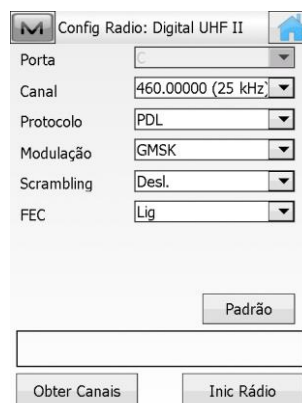 Config Radio: Digital UHF II
Porta C
Canal 460.00000 (25 kHz)
Protocolo PDL
Modulação GMSK
Scrambling Desl.
FEC Lig
Padrão
Obter Canais Inic Rádio